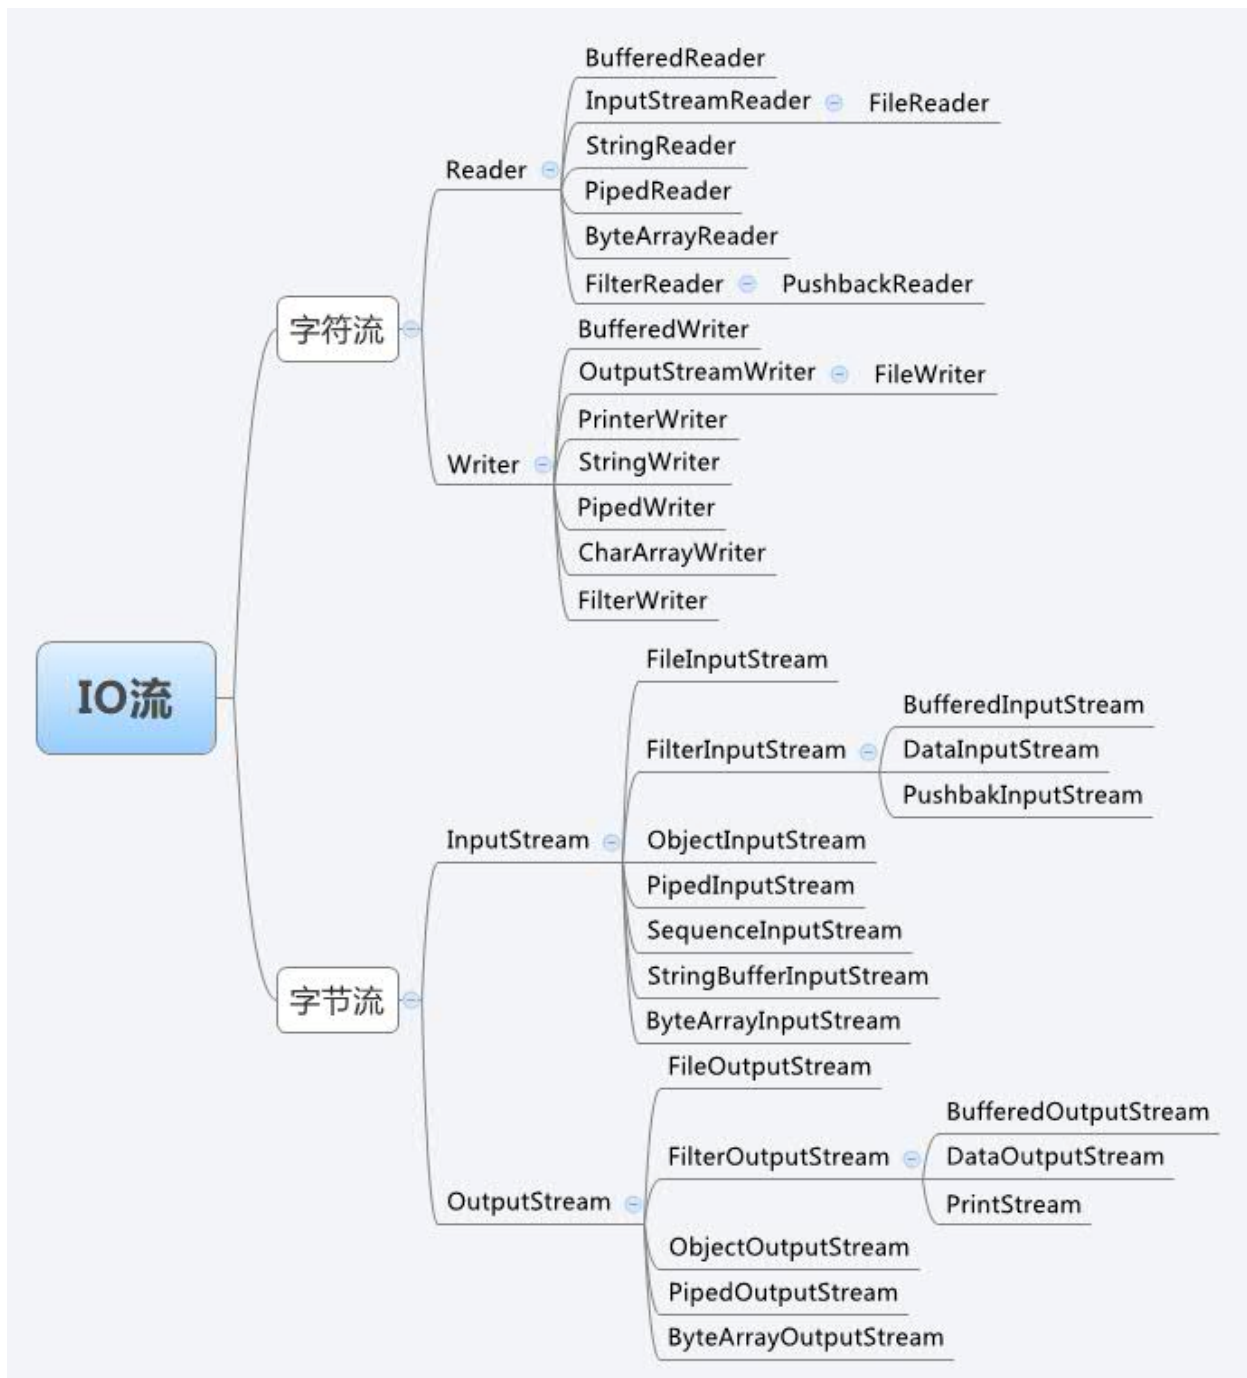 BufferedReader
InputStreamReader FileReader
StringReader
Reader
PipedReader
ByteArrayReader
FilterReader PushbackReader
字符流
BufferedWriter
OutputStreamWriter FileWriter
PrinterWriter
Writer
StringWriter
PipedWriter
CharArrayWriter
FilterWriter
IO流
FileInputStream
FilterInputStream
BufferedInputStream
DataInputStream
PushbakInputStream
InputStream
ObjectInputStream
PipedInputStream
SequenceInputStream
StringBufferInputStream
ByteArrayInputStream
字节流
FileOutputStream
FilterOutputStream
BufferedOutputStream
DataOutputStream
PrintStream
OutputStream
ObjectOutputStream
PipedOutputStream
ByteArrayOutputStream